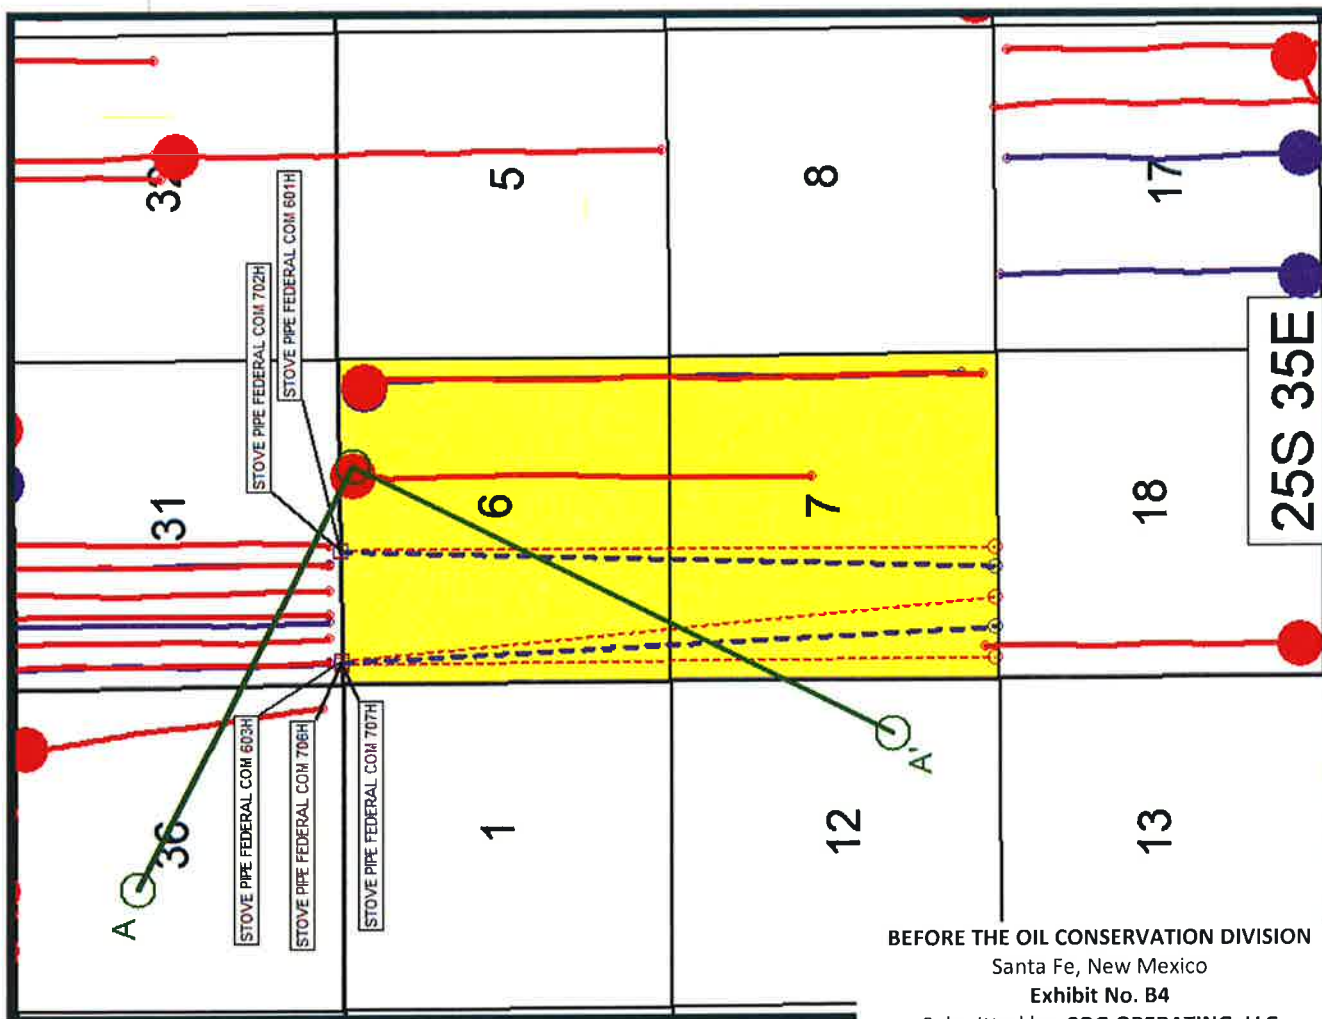 32
5
8
17
STOVE PIPE FEDERAL COM 702H
STOVE PIPE FEDERAL COM 601H
31
6
7
18
25S 35E
STOVE PIPE FEDERAL COM 603H
STOVE PIPE FEDERAL COM 706H
STOVE PIPE FEDERAL COM 707H
36
1
12
13
A
A'
BEFORE THE OIL CONSERVATION DIVISION
Santa Fe, New Mexico
Exhibit No. B4